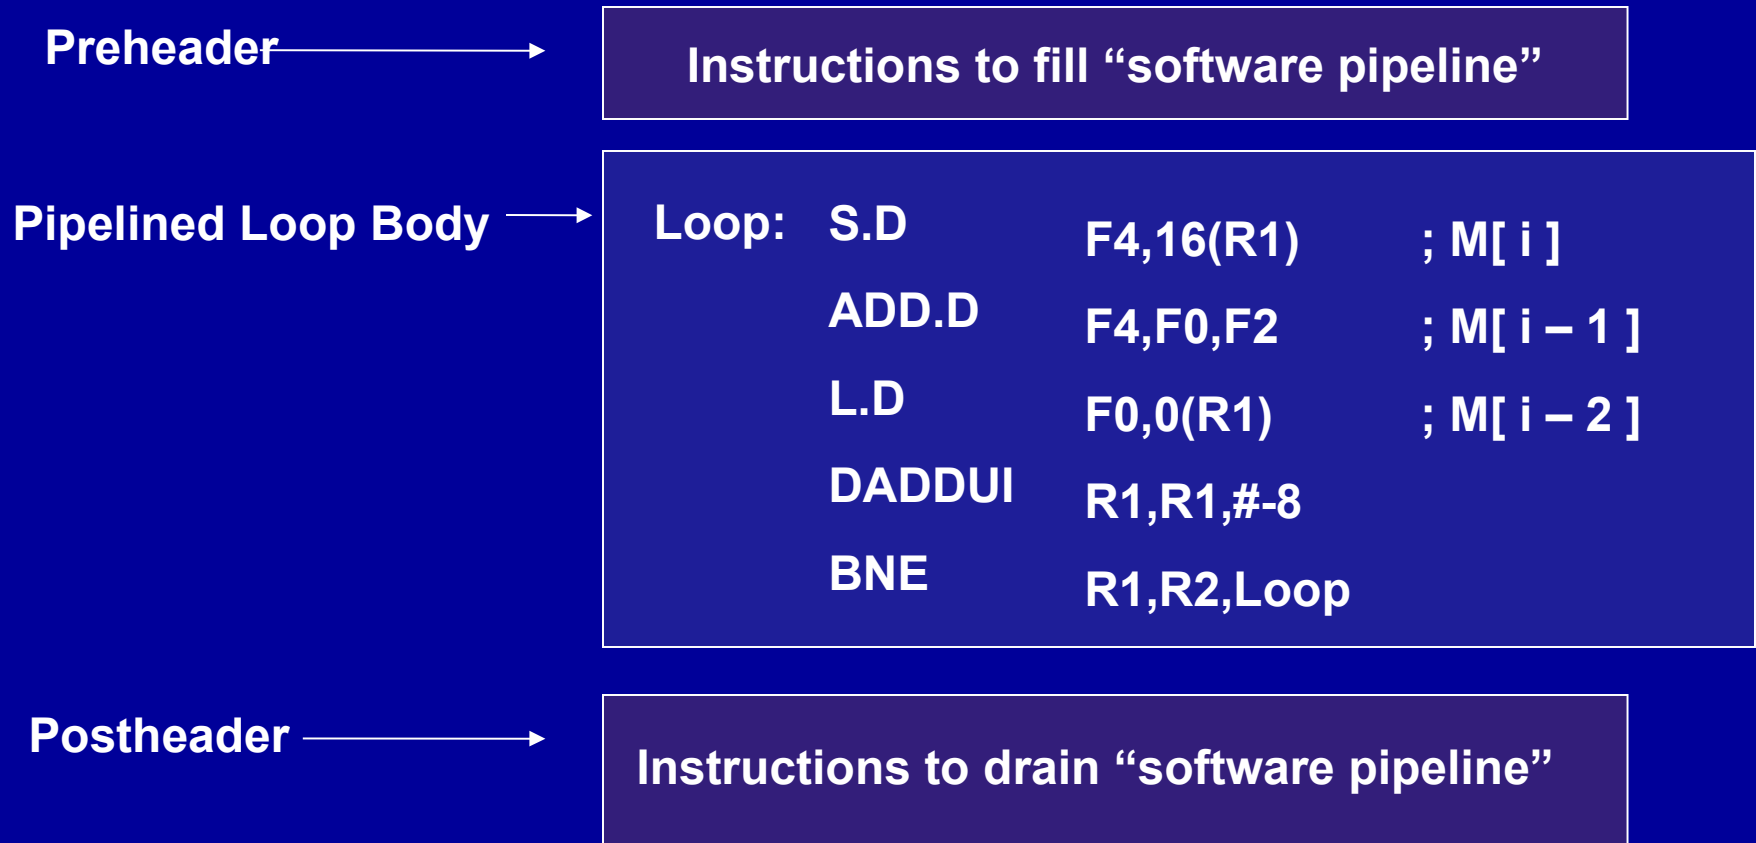 Preheader
Instructions to fill “software pipeline”
Pipelined Loop Body
Loop: S.D F4,16(R1) ; M[ i ]
ADD.D F4,F0,F2 ; M[ i – 1 ]
L.D F0,0(R1) ; M[ i – 2 ]
DADDUI R1,R1,#-8
BNE R1,R2,Loop
Postheader
Instructions to drain “software pipeline”